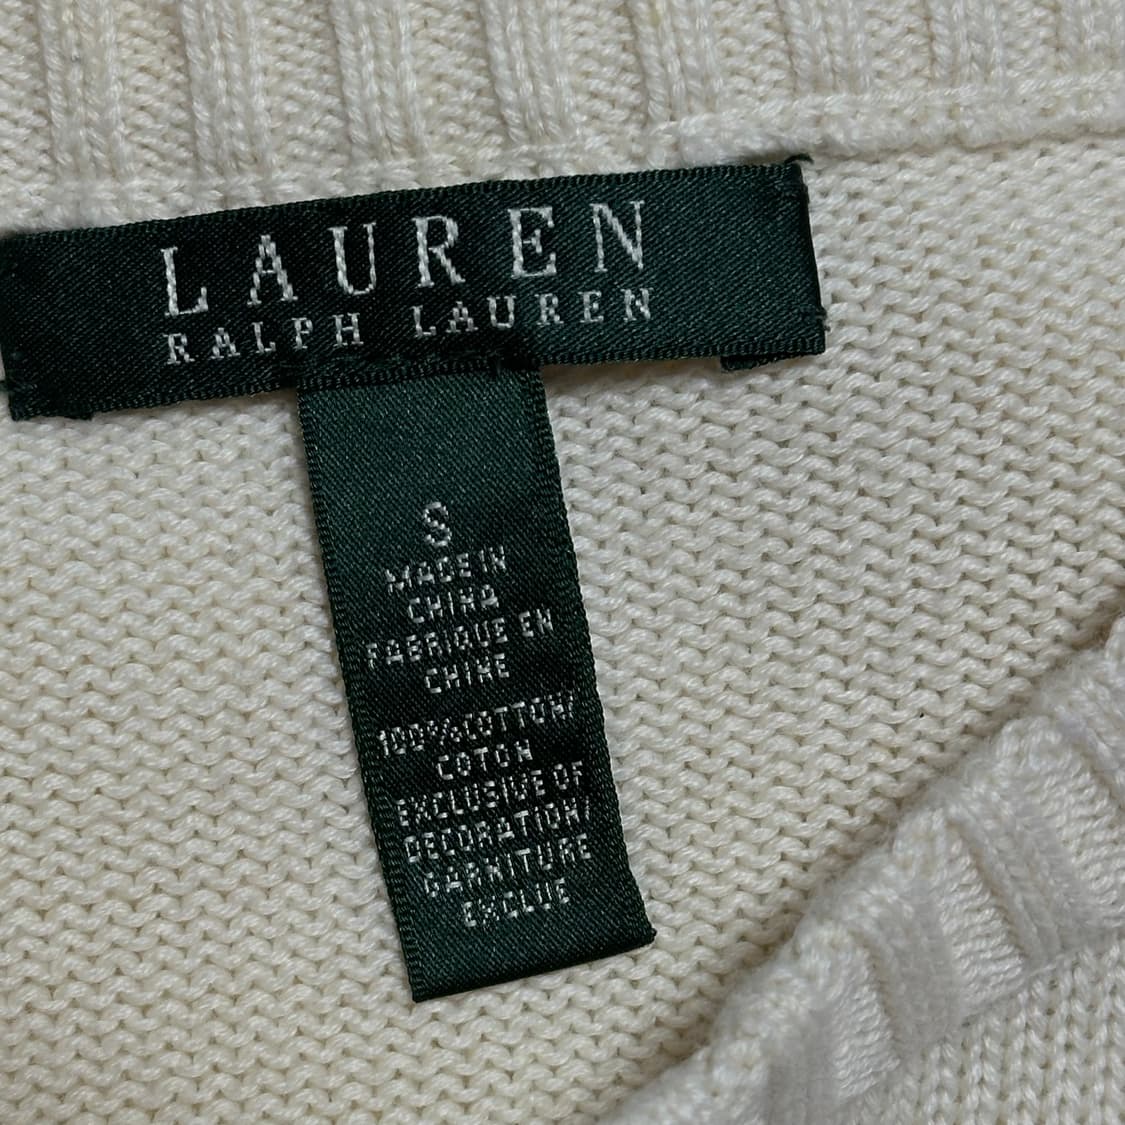 LAUREN
RALPH LAUREN
S
MADE IN
CHINA
FABRIQUE EN
CHINE
100% COTTON/
COTON
EXCLUSIVE OF
DECORATION/
GARNITURE
EXCLUE